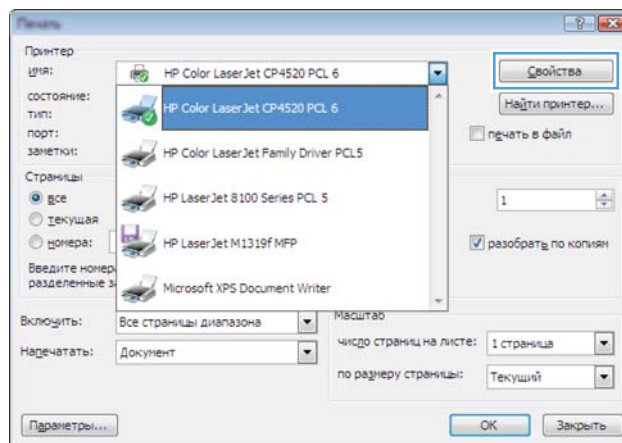 Печать
Принтер
имя:
HP Color LaserJet CP4520 PCL 6
Свойства
состояние:
HP Color LaserJet CP4520 PCL 6
Найти принтер...
тип:
порт:
HP Color LaserJet Family Driver PCL5
печать в файл
заметки:
Страницы
все
HP LaserJet 8100 Series PCL 5
1
текущая
номера:
HP LaserJet M1319f MFP
разобрать по копиям
Введите номер
разделенные з
Microsoft XPS Document Writer
Включить:
Все страницы диапазона
Масштаб
число страниц на листе:
1 страница
Напечатать:
Документ
по размеру страницы:
Текущий
Параметры...
ОК
Закрыть